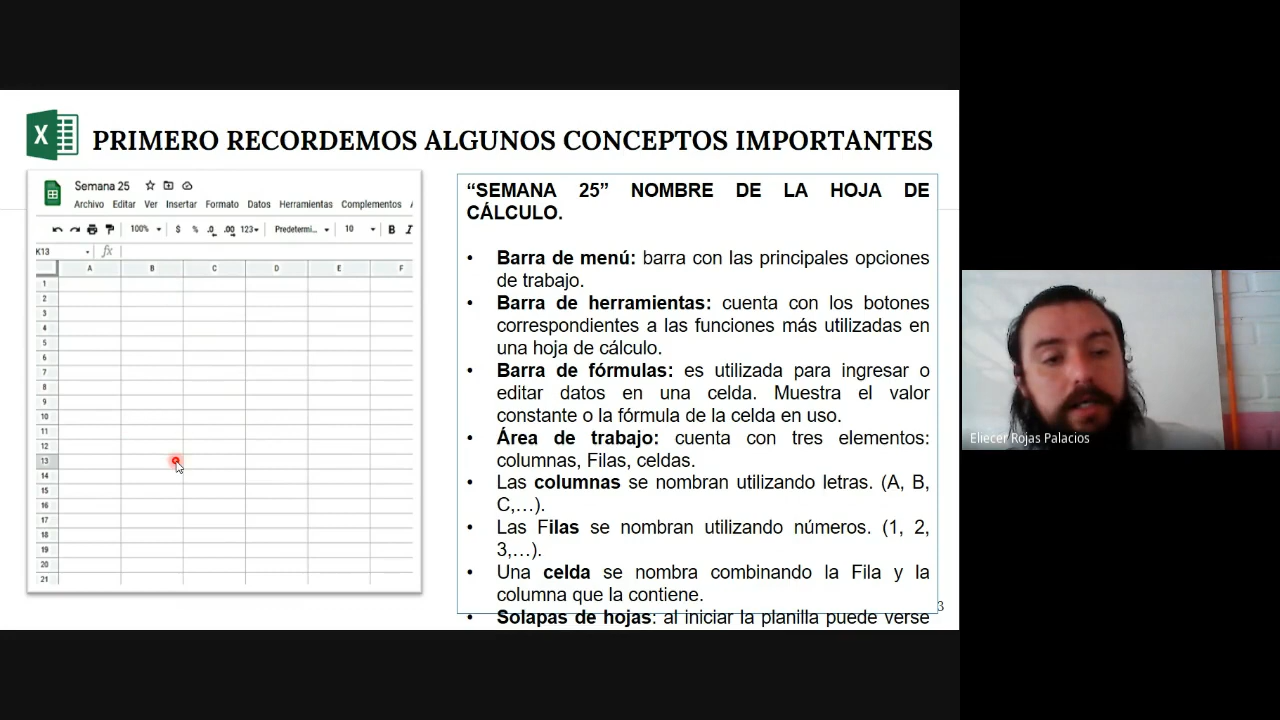 X
PRIMERO RECORDEMOS ALGUNOS CONCEPTOS IMPORTANTES
Semana 25
Archivo Editar Ver Insertar Formato Datos Herramientas Complementos
100% $ % .0 .00 123 Predetermi... 10 B I
K13 fx
A B C D E F
1
2
3
4
5
6
7
8
9
10
11
12
13
14
15
16
17
18
19
20
21
“SEMANA 25” NOMBRE DE LA HOJA DE
CÁLCULO.
• Barra de menú: barra con las principales opciones
de trabajo.
• Barra de herramientas: cuenta con los botones
correspondientes a las funciones más utilizadas en
una hoja de cálculo.
• Barra de fórmulas: es utilizada para ingresar o
editar datos en una celda. Muestra el valor
constante o la fórmula de la celda en uso.
• Área de trabajo: cuenta con tres elementos:
columnas, Filas, celdas.
• Las columnas se nombran utilizando letras. (A, B,
C,…).
• Las Filas se nombran utilizando números. (1, 2,
3,…).
• Una celda se nombra combinando la Fila y la
columna que la contiene.
• Solapas de hojas: al iniciar la planilla puede verse
3
Eliecer Rojas Palacios